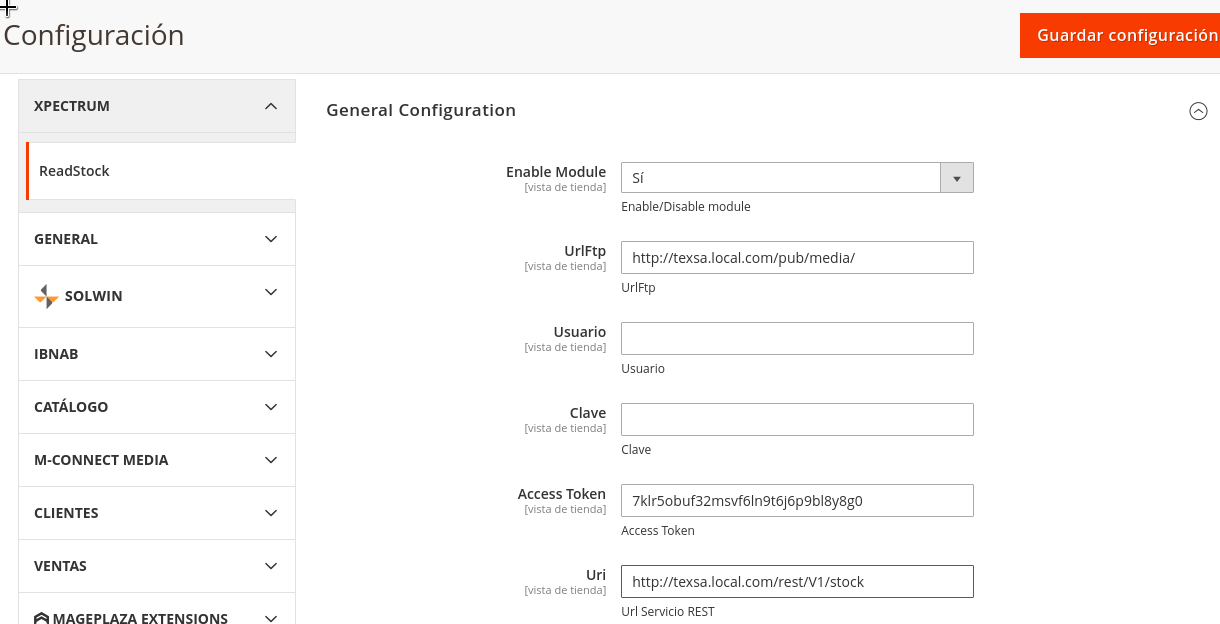 Configuración
Guardar configuración
XPECTRUM
ReadStock
GENERAL
SOLWIN
IBNAB
CATÁLOGO
M-CONNECT MEDIA
CLIENTES
VENTAS
MAGEPLAZA EXTENSIONS
General Configuration
Enable Module
[vista de tienda]
Sí
Enable/Disable module
UrlFtp
[vista de tienda]
http://texsa.local.com/pub/media/
UrlFtp
Usuario
[vista de tienda]
Usuario
Clave
[vista de tienda]
Clave
Access Token
[vista de tienda]
7klr5obuf32msvf6ln9t6j6p9bl8y8g0
Access Token
Uri
[vista de tienda]
http://texsa.local.com/rest/V1/stock
Url Servicio REST